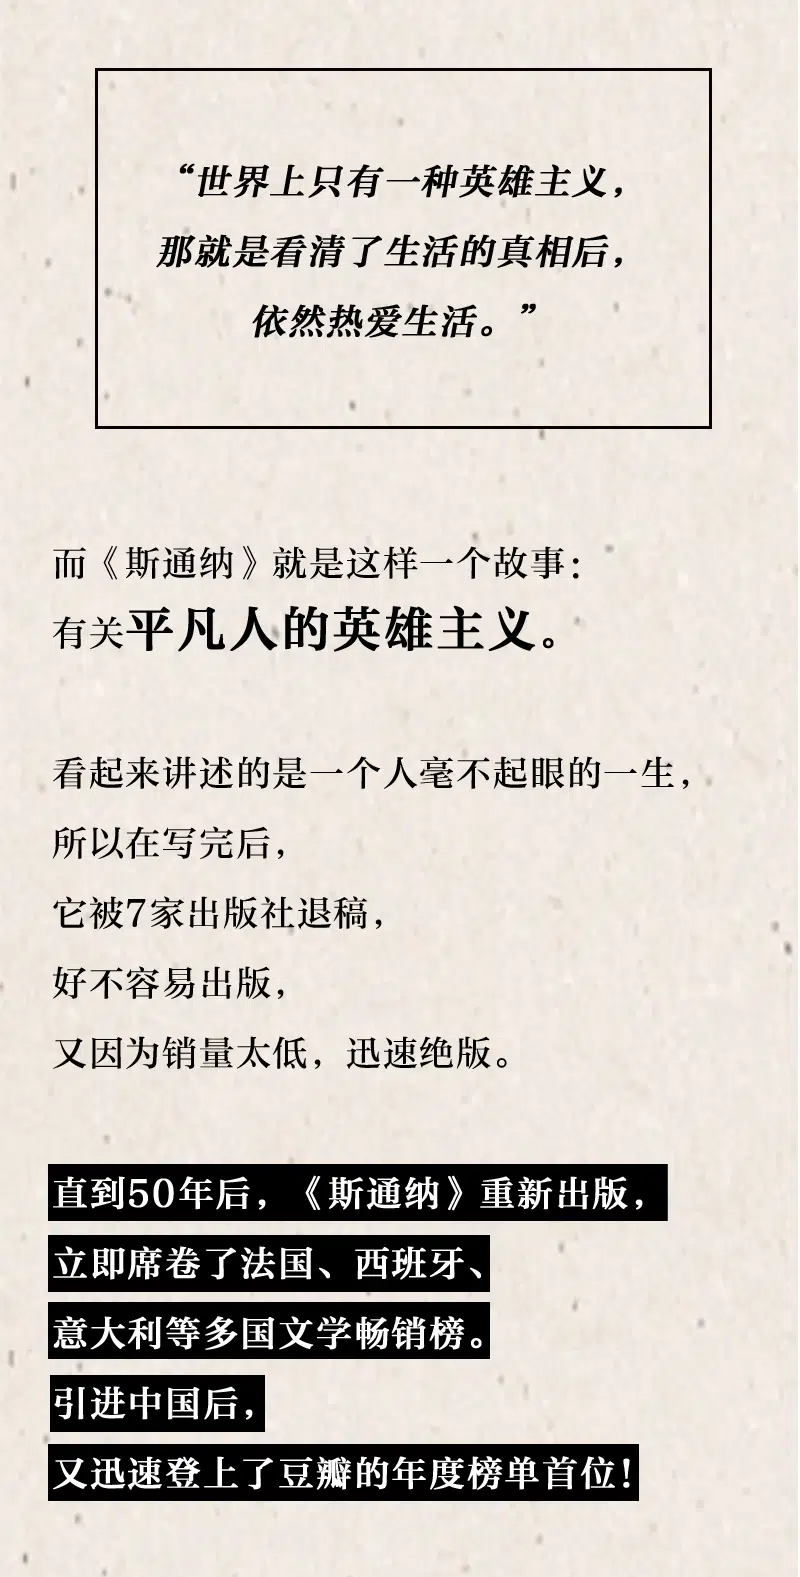 “世界上只有一种英雄主义，
那就是看清了生活的真相后，
依然热爱生活。”
而《斯通纳》就是这样一个故事：
有关平凡人的英雄主义。
看起来讲述的是一个人毫不起眼的一生，
所以在写完后，
它被7家出版社退稿，
好不容易出版，
又因为销量太低，迅速绝版。
直到50年后，《斯通纳》重新出版，
立即席卷了法国、西班牙、
意大利等多国文学畅销榜。
引进中国后，
又迅速登上了豆瓣的年度榜单首位！